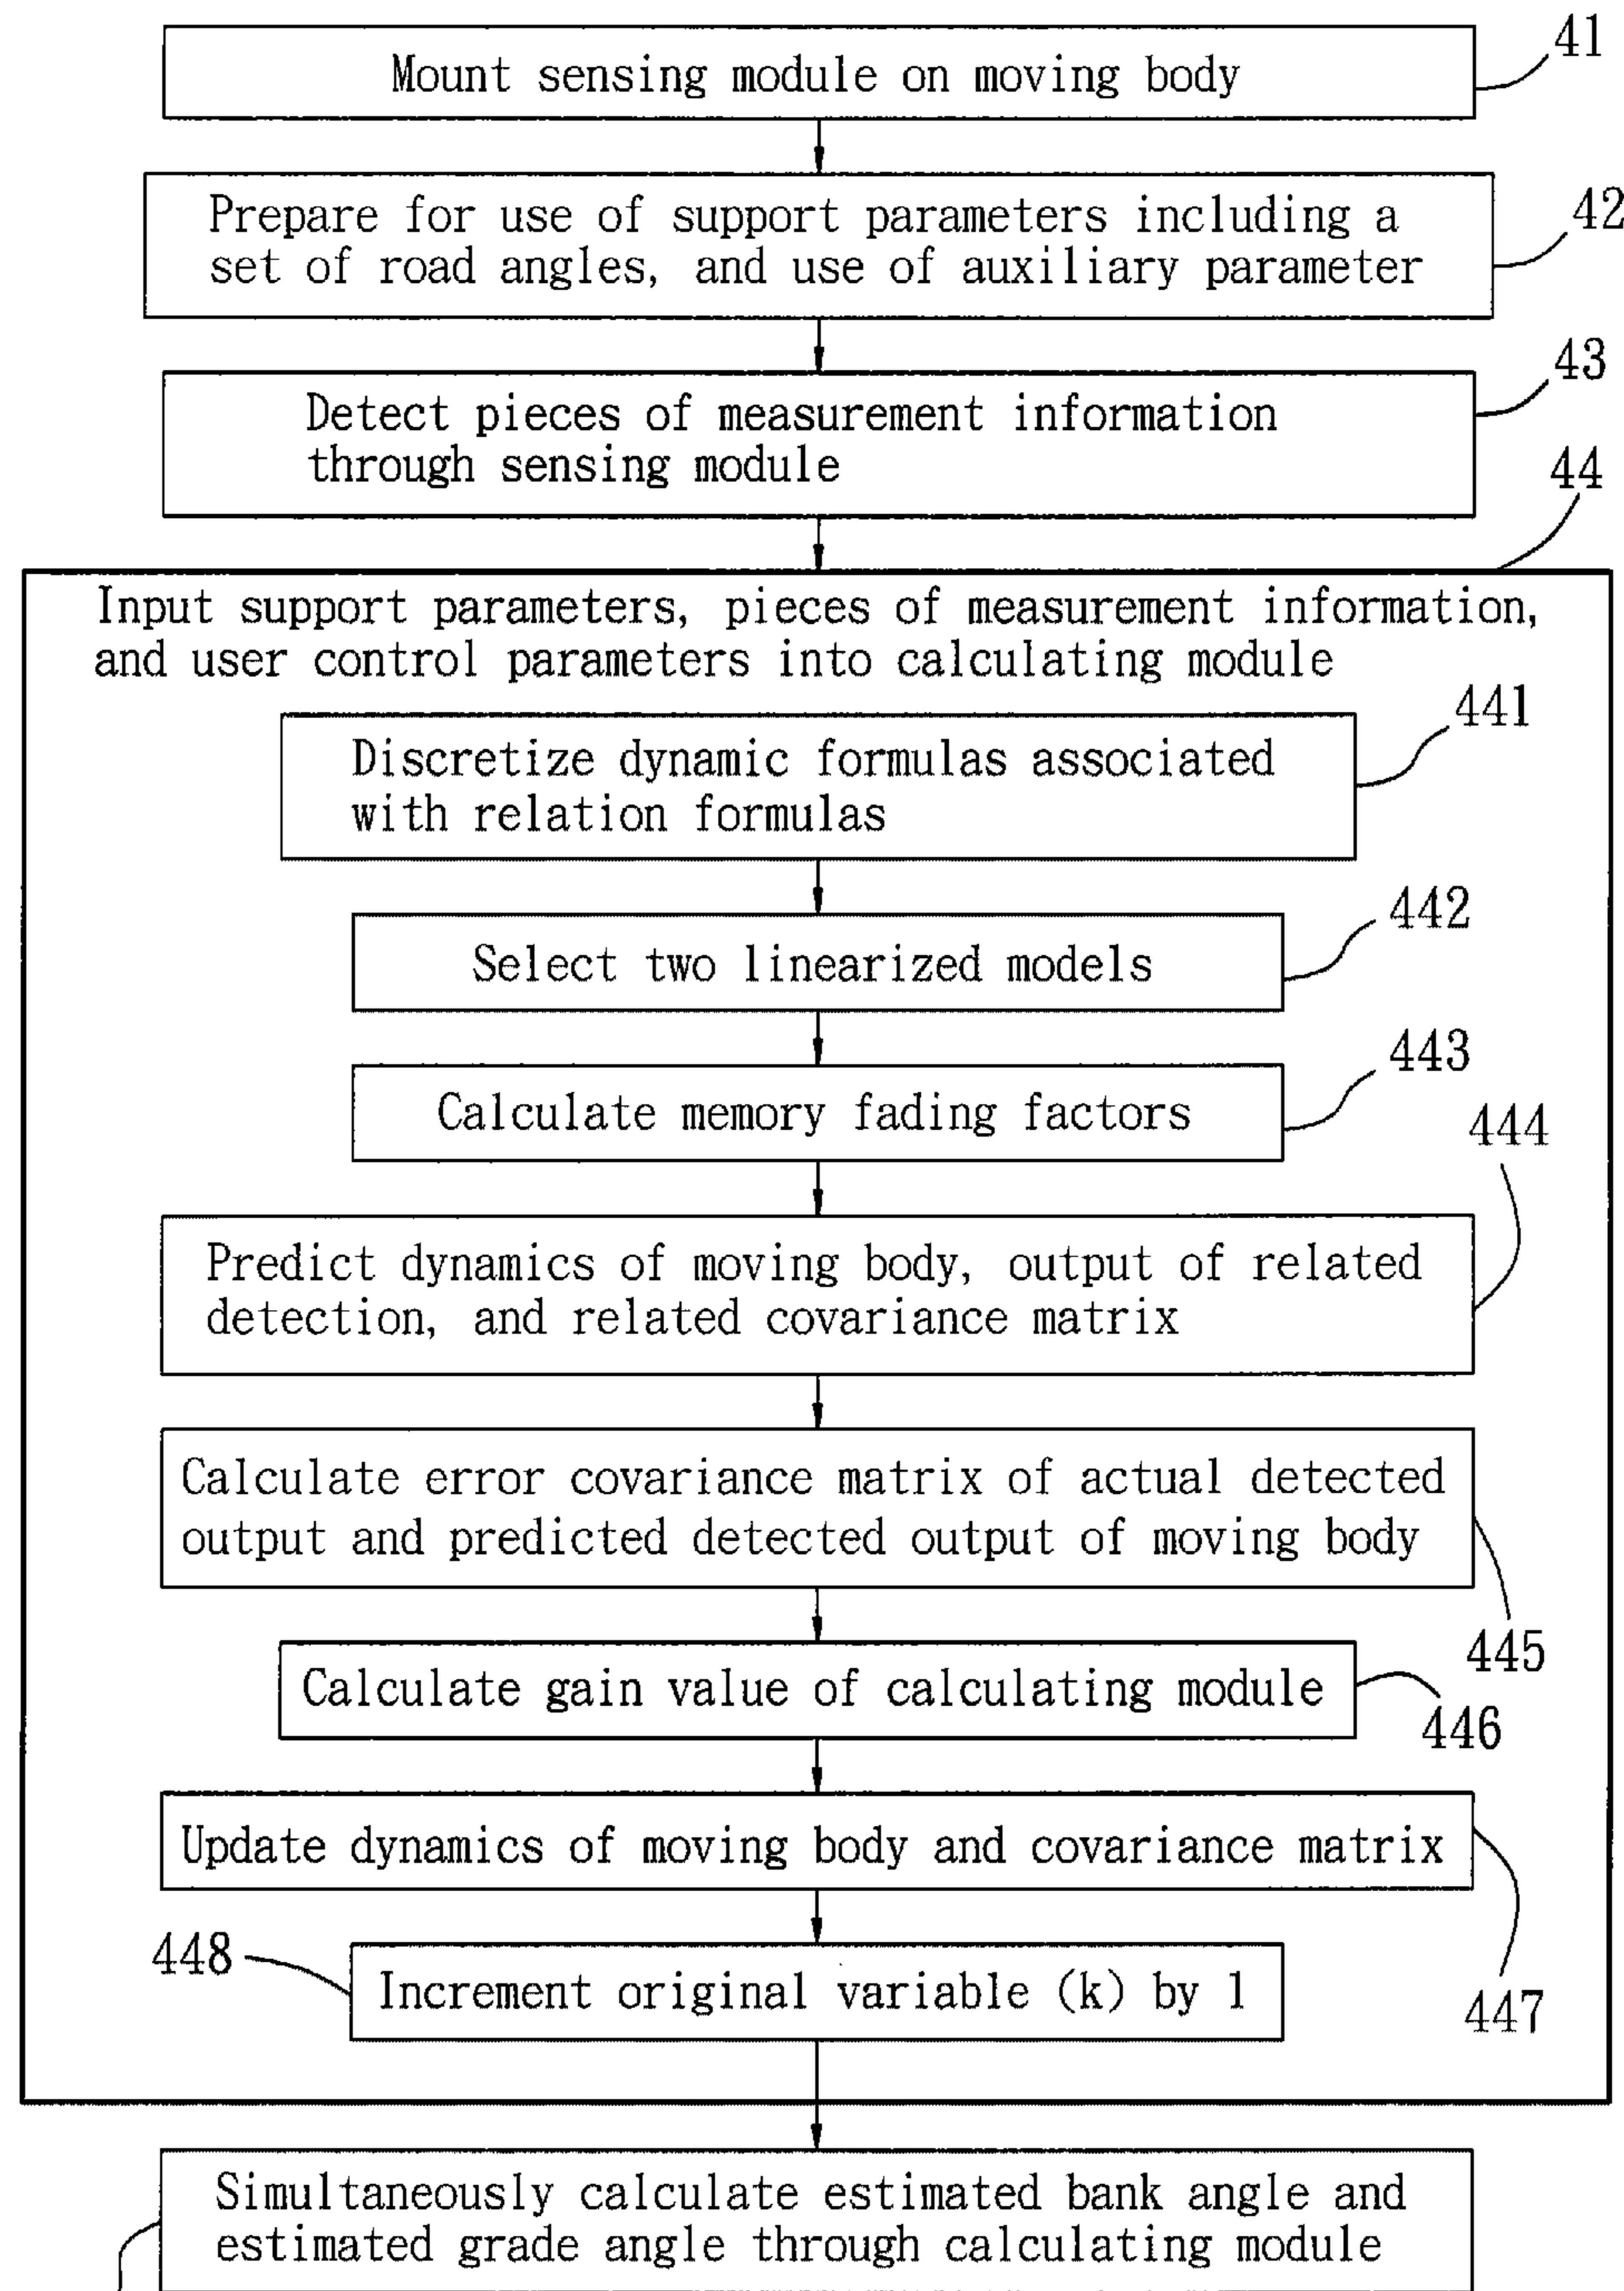 41
Mount sensing module on moving body
42
Prepare for use of support parameters including a
set of road angles, and use of auxiliary parameter
43
Detect pieces of measurement information
through sensing module
44
Input support parameters, pieces of measurement information,
and user control parameters into calculating module
441
Discretize dynamic formulas associated
with relation formulas
442
Select two linearized models
443
Calculate memory fading factors
444
Predict dynamics of moving body, output of related
detection, and related covariance matrix
Calculate error covariance matrix of actual detected
output and predicted detected output of moving body
445
Calculate gain value of calculating module
446
Update dynamics of moving body and covariance matrix
447
448
Increment original variable (k) by 1
Simultaneously calculate estimated bank angle and
estimated grade angle through calculating module